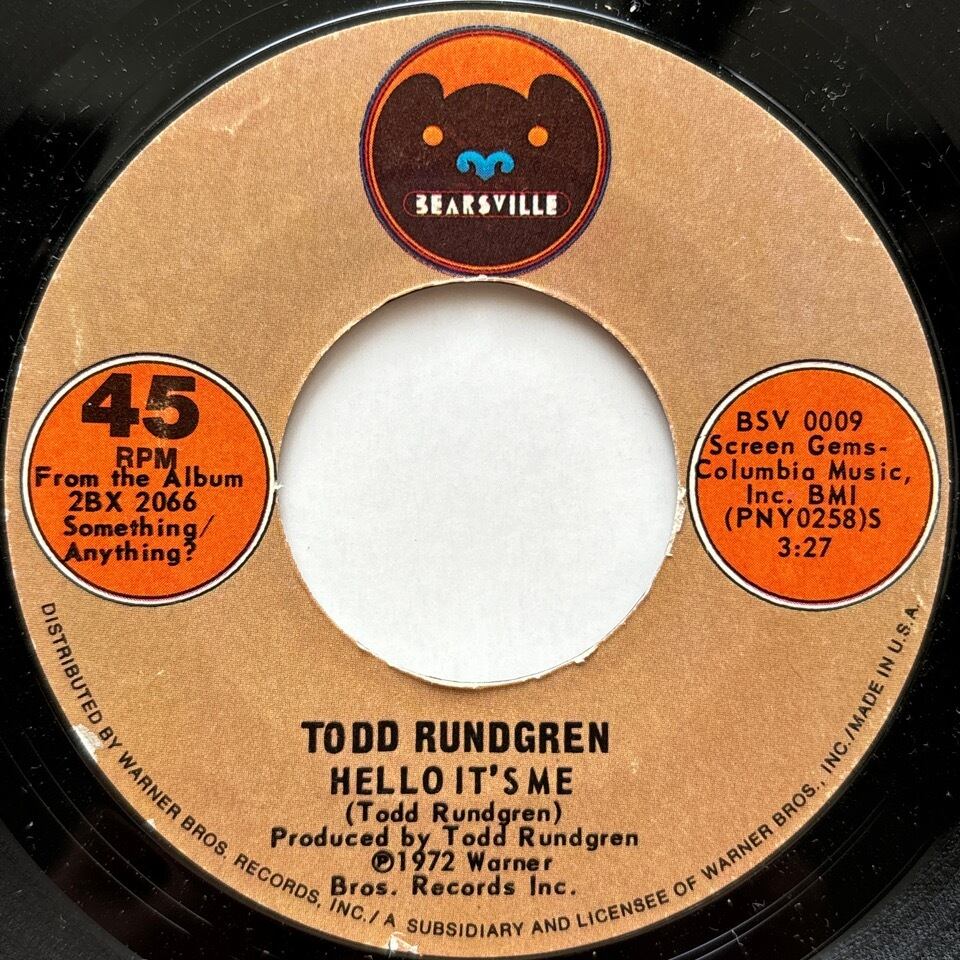 BEARSVILLE
45
RPM
From the Album
2BX 2066
Something/
Anything?
BSV 0009
Screen Gems-
Columbia Music,
Inc. BMI
(PNY0258)S
3:27
TODD RUNDGREN
HELLO IT'S ME
(Todd Rundgren)
Produced by Todd Rundgren
℗1972 Warner
Bros. Records Inc.
DISTRIBUTED BY WARNER BROS. RECORDS, INC./A SUBSIDIARY AND LICENSEE OF WARNER BROS., INC./MADE IN U.S.A.